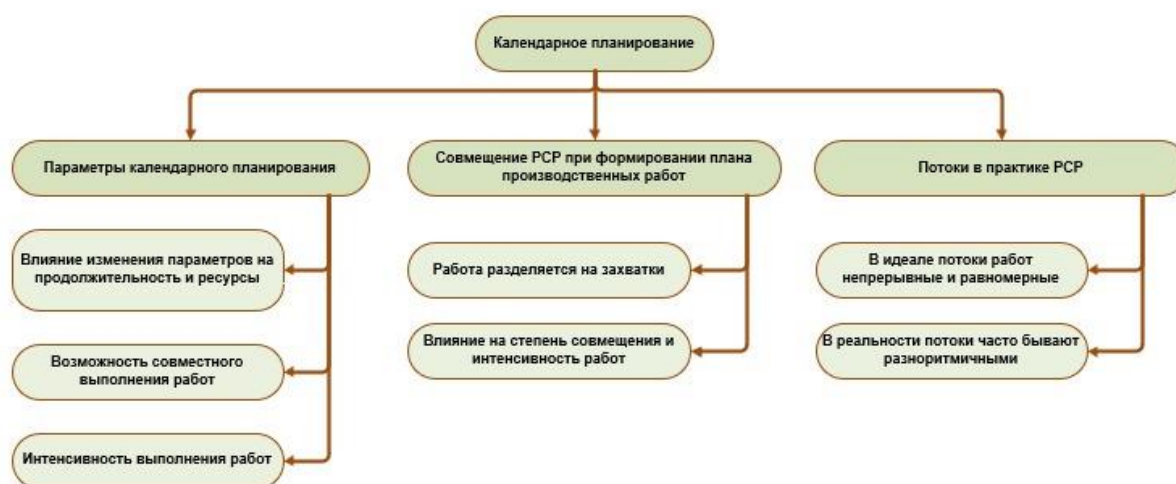 Календарное планирование
Параметры календарного планирования
Совмещение РСР при формировании плана
производственных работ
Потоки в практике РСР
Влияние изменения параметров на
продолжительность и ресурсы
Возможность совместного
выполнения работ
Интенсивность выполнения работ
Работа разделяется на захватки
Влияние на степень совмещения и
интенсивность работ
В идеале потоки работ
непрерывные и равномерные
В реальности потоки часто бывают
разноритмичными